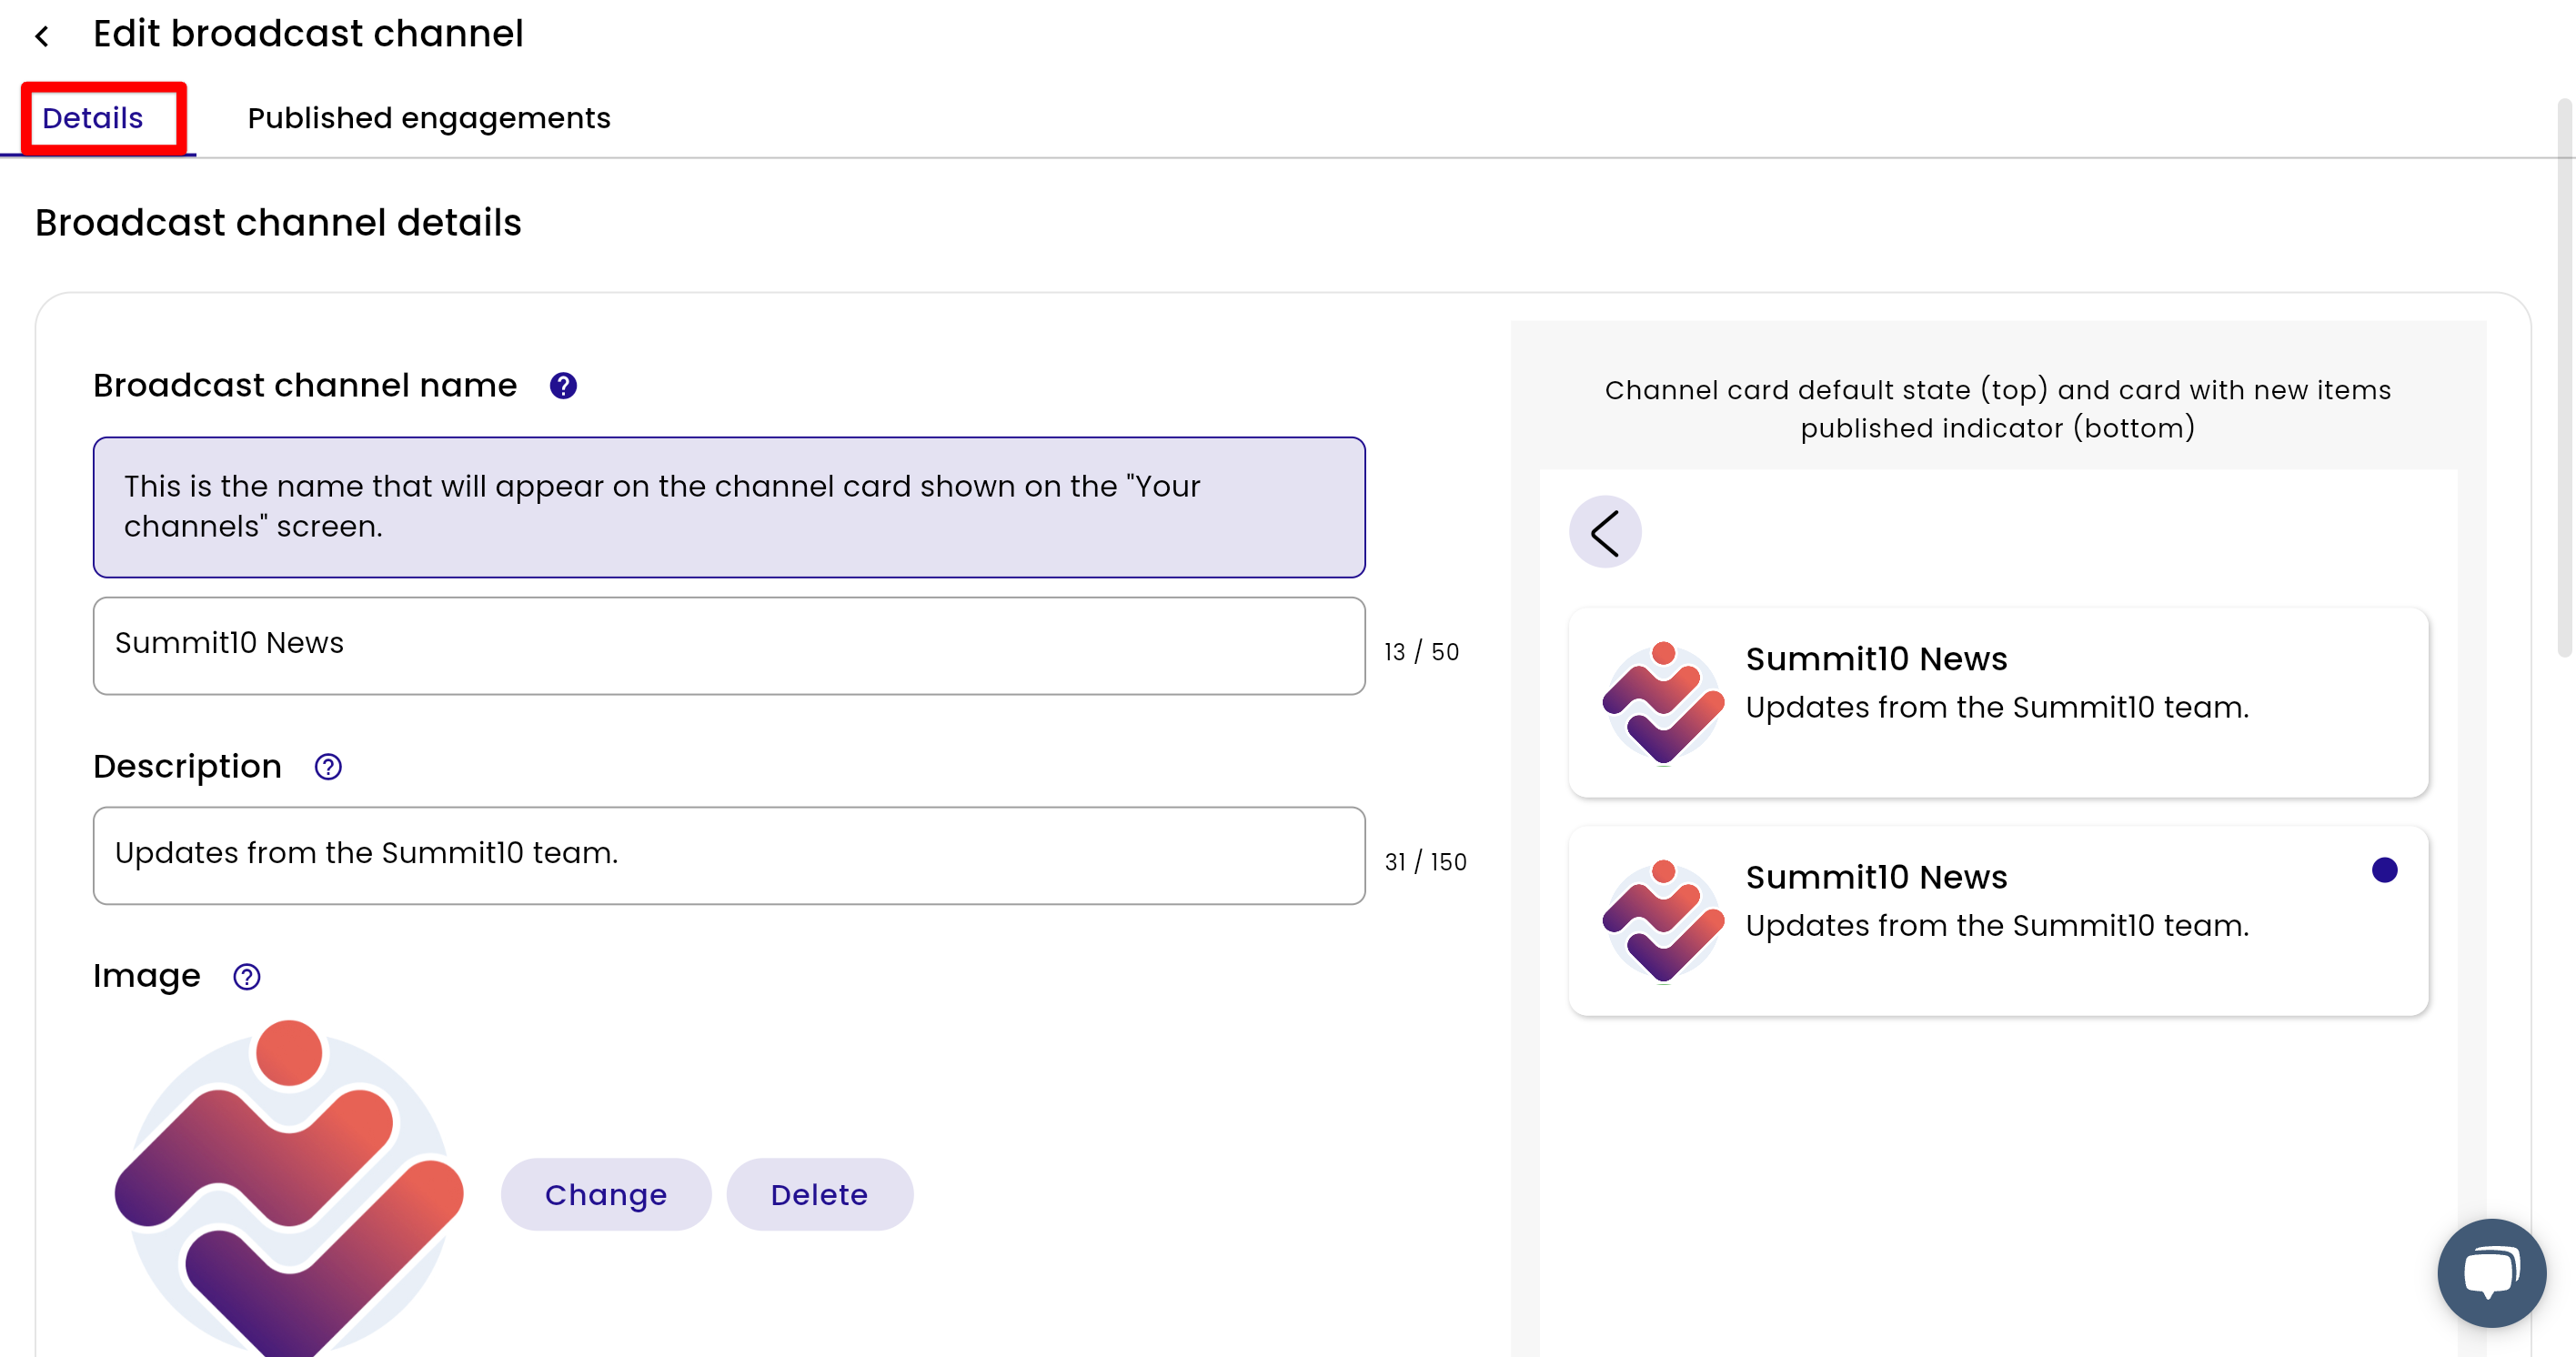 Edit broadcast channel
Details
Published engagements
Broadcast channel details
Broadcast channel name
This is the name that will appear on the channel card shown on the "Your
channels" screen.
Summit10 News
13 / 50
Description
Updates from the Summit10 team.
31 / 150
Image
Change
Delete
Channel card default state (top) and card with new items
published indicator (bottom)
Summit10 News
Updates from the Summit10 team.
Summit10 News
Updates from the Summit10 team.